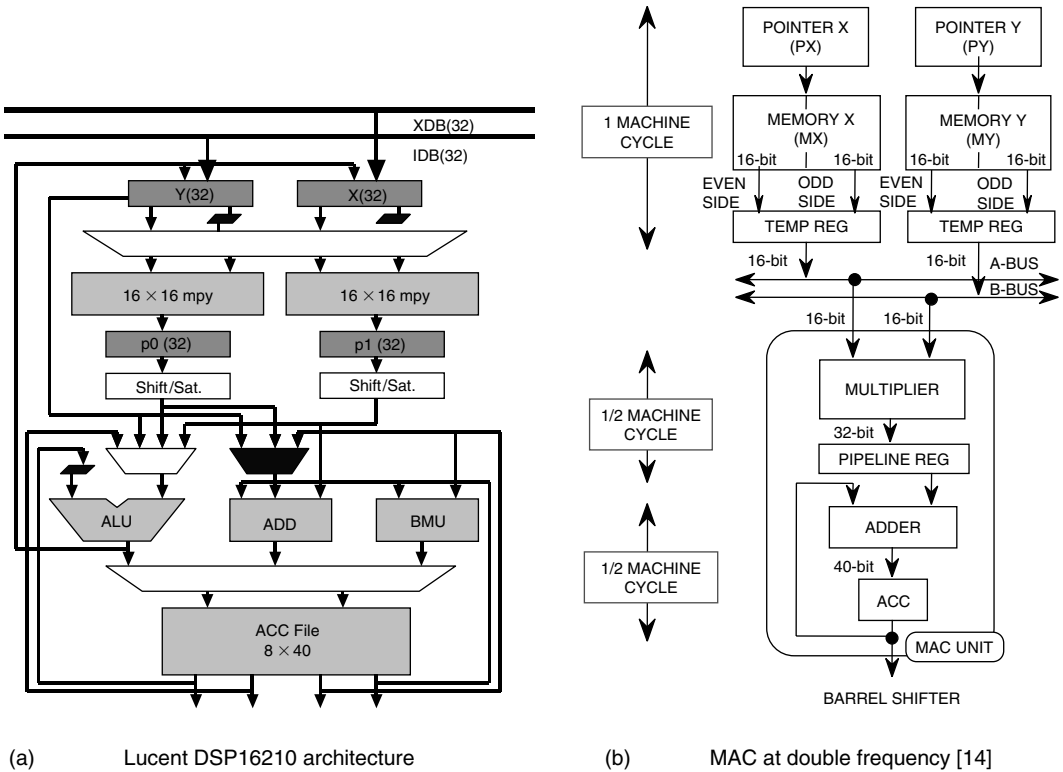 XDB(32)
IDB(32)
Y(32)
X(32)
16 × 16 mpy
16 × 16 mpy
p0 (32)
p1 (32)
Shift/Sat.
Shift/Sat.
ALU
ADD
BMU
ACC File
8 × 40
(a) Lucent DSP16210 architecture
1 MACHINE
CYCLE
1/2 MACHINE
CYCLE
1/2 MACHINE
CYCLE
POINTER X
(PX)
POINTER Y
(PY)
MEMORY X
(MX)
16-bit
16-bit
MEMORY Y
(MY)
16-bit
16-bit
EVEN
SIDE
ODD
SIDE
EVEN
SIDE
ODD
SIDE
TEMP REG
TEMP REG
16-bit
16-bit
A-BUS
B-BUS
16-bit
16-bit
MULTIPLIER
32-bit
PIPELINE REG
ADDER
40-bit
ACC
MAC UNIT
BARREL SHIFTER
(b) MAC at double frequency [14]